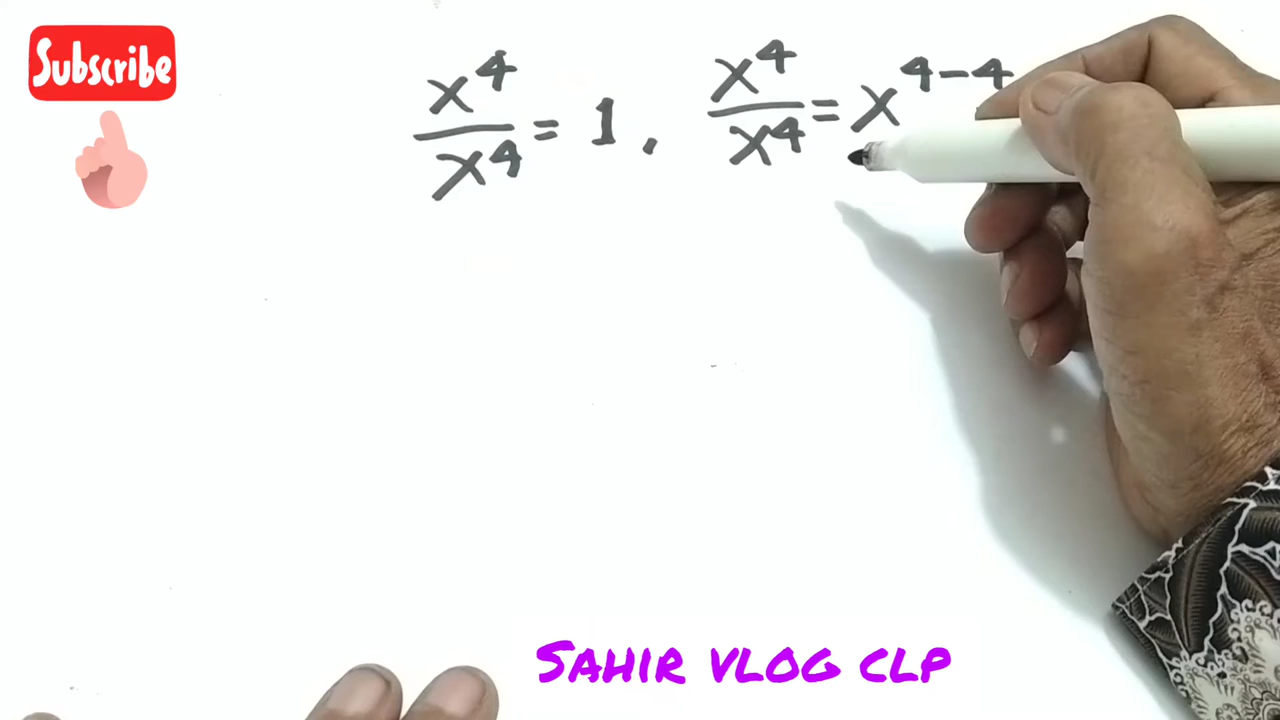 Subscribe
x⁴/x⁴ = 1, x⁴/x⁴ = x⁴⁻⁴
SAHIR VLOG CLP